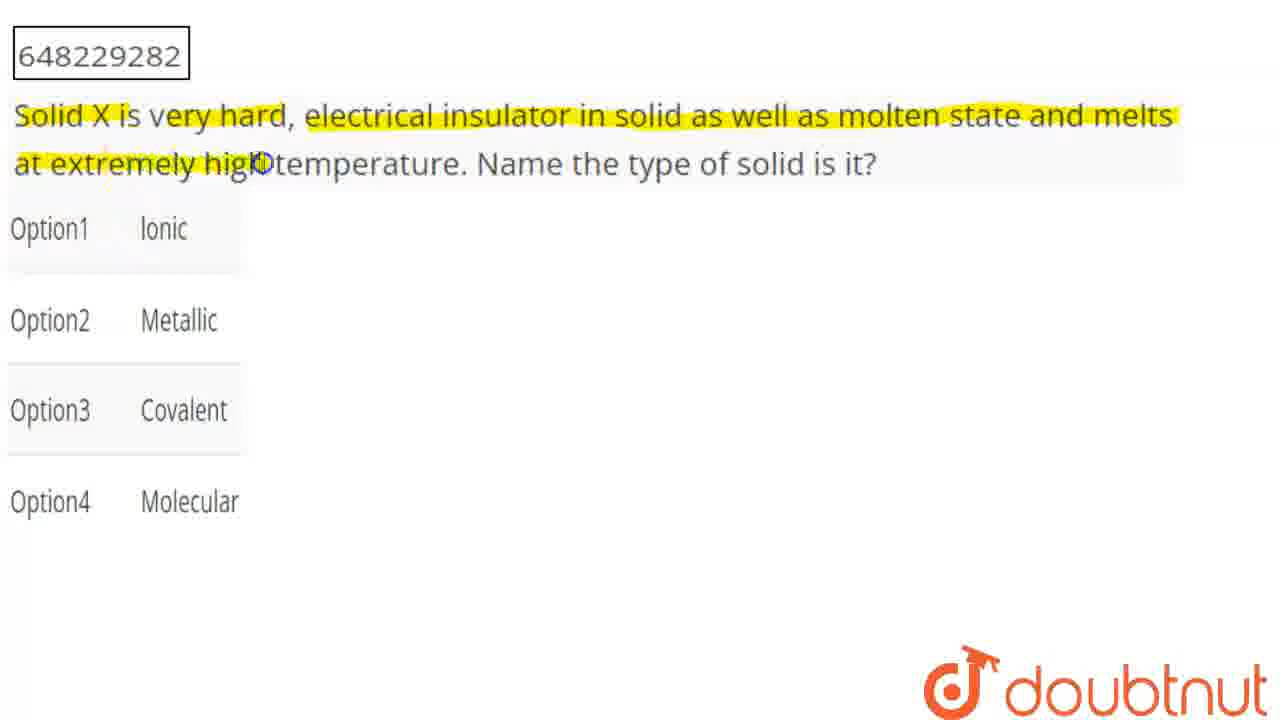 648229282
Solid X is very hard, electrical insulator in solid as well as molten state and melts
at extremely high temperature. Name the type of solid is it?
Option1 Ionic
Option2 Metallic
Option3 Covalent
Option4 Molecular
doubtnut